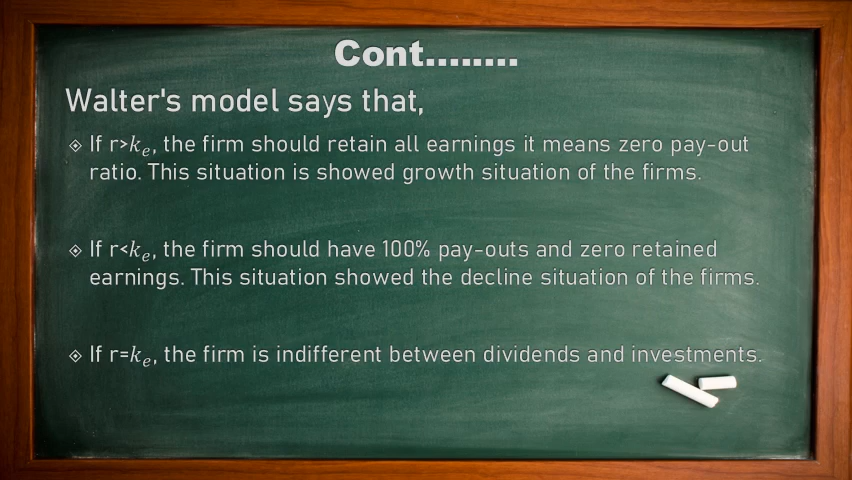 Cont........
Walter's model says that,
If r>kₑ, the firm should retain all earnings it means zero pay-out
ratio. This situation is showed growth situation of the firms.
If r<kₑ, the firm should have 100% pay-outs and zero retained
earnings. This situation showed the decline situation of the firms.
If r=kₑ, the firm is indifferent between dividends and investments.